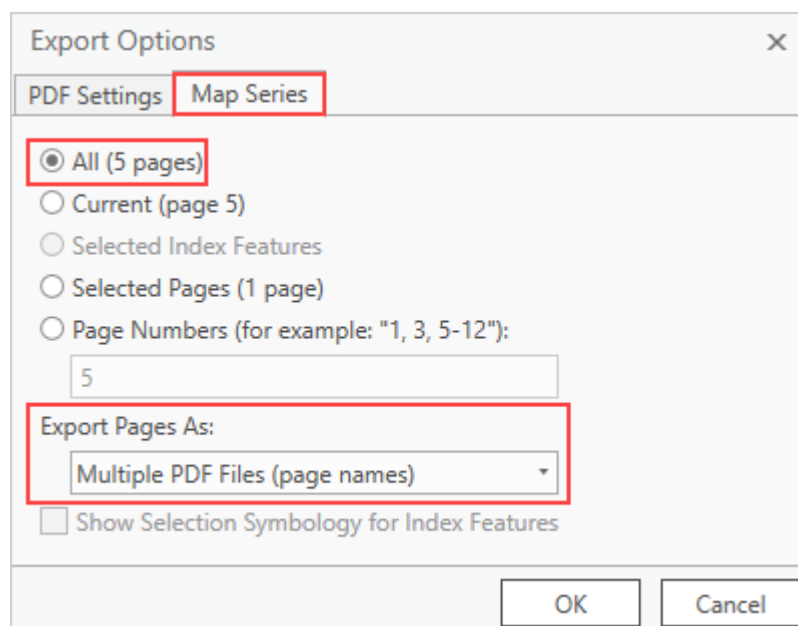 Export Options
PDF Settings Map Series
All (5 pages)
Current (page 5)
Selected Index Features
Selected Pages (1 page)
Page Numbers (for example: "1, 3, 5-12"):
5
Export Pages As:
Multiple PDF Files (page names)
Show Selection Symbology for Index Features
OK Cancel